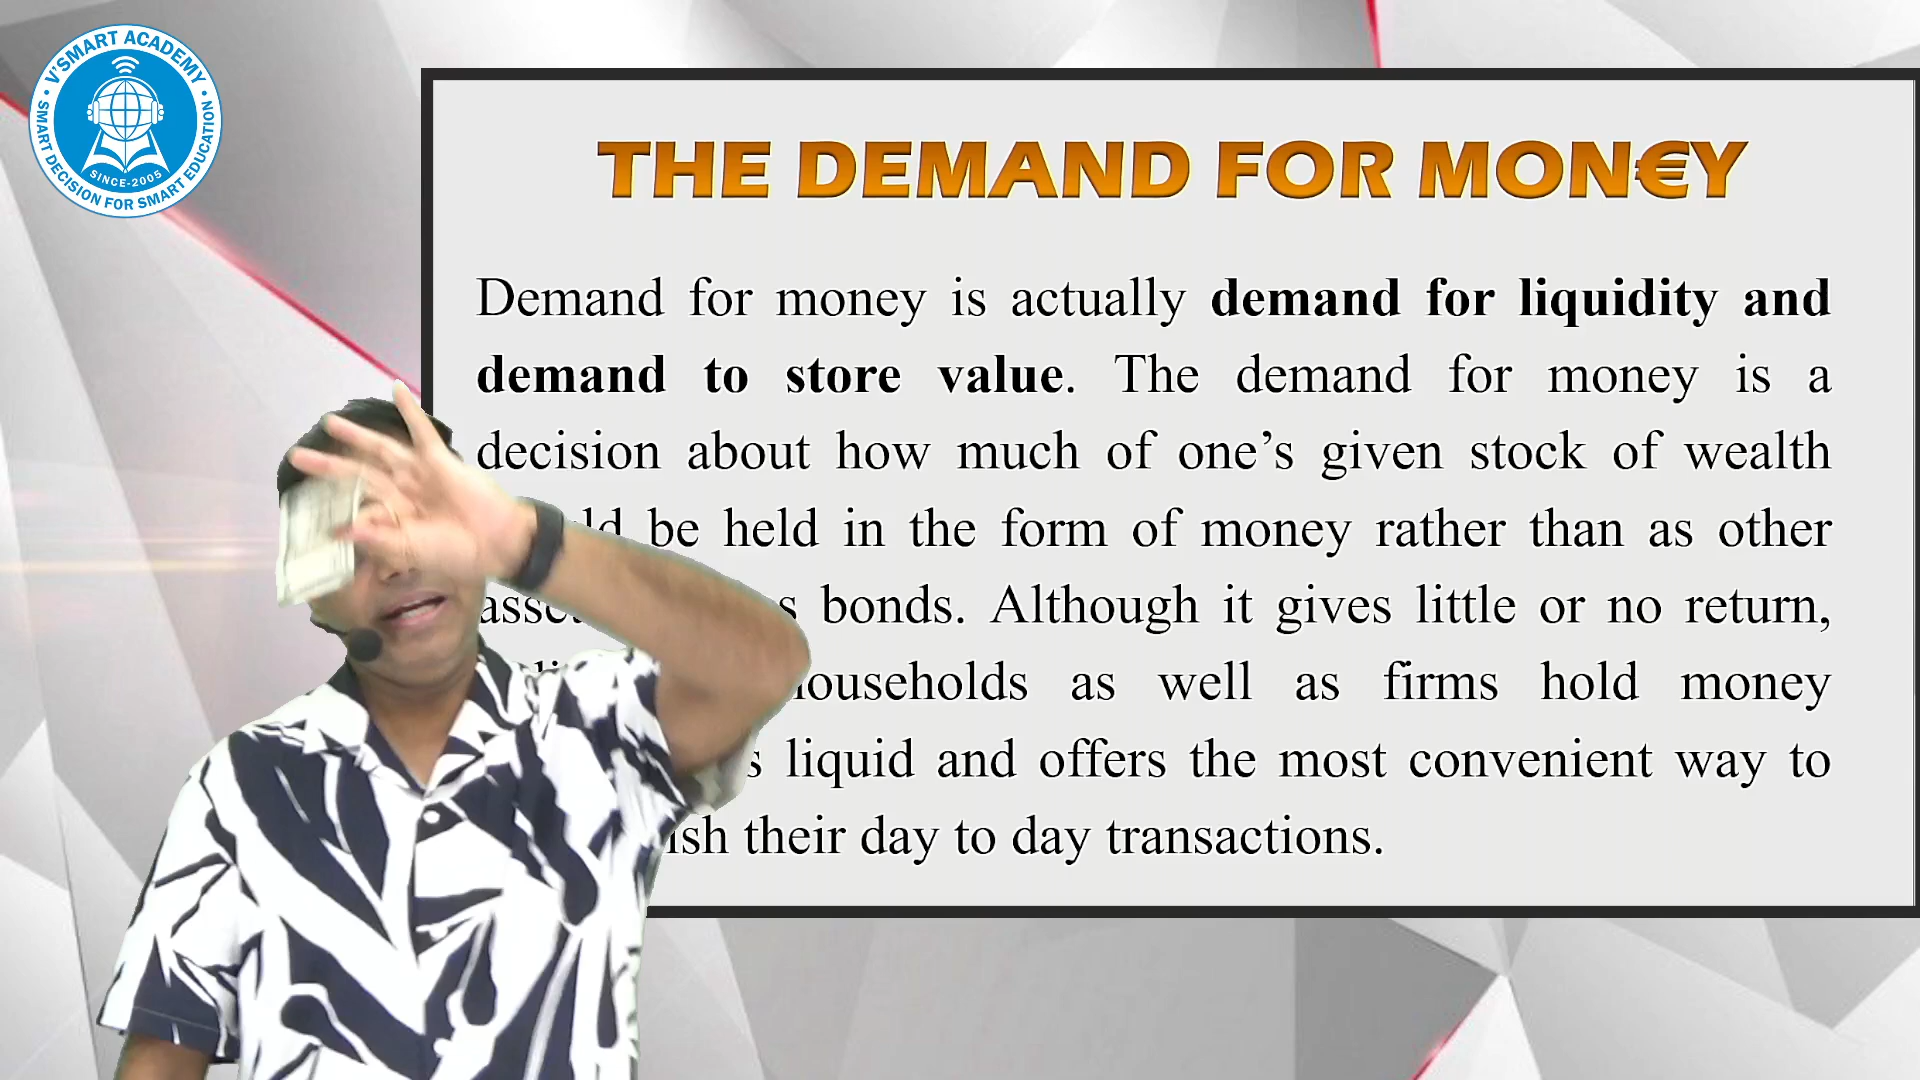 V'SMART ACADEMY
SINCE-2005
SMART DECISION FOR SMART EDUCATION
THE DEMAND FOR MON€Y
Demand for money is actually demand for liquidity and
demand to store value. The demand for money is a
decision about how much of one’s given stock of wealth
be held in the form of money rather than as other
bonds. Although it gives little or no return,
households as well as firms hold money
liquid and offers the most convenient way to
their day to day transactions.